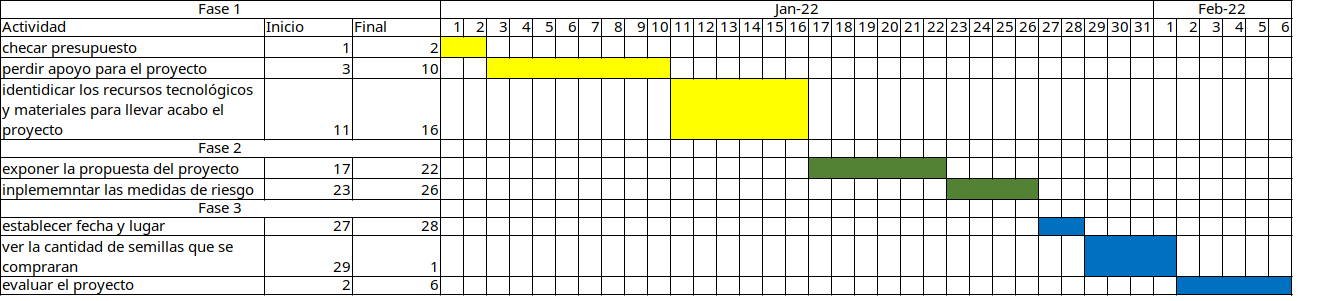 Fase 1 Jan-22 Feb-22
Actividad Inicio Final 1 2 3 4 5 6 7 8 9 10 11 12 13 14 15 16 17 18 19 20 21 22 23 24 25 26 27 28 29 30 31 1 2 3 4 5 6
checar presupuesto 1 2
perdir apoyo para el proyecto 3 10
identidicar los recursos tecnológicos
y materiales para llevar acabo el
proyecto 11 16
Fase 2
exponer la propuesta del proyecto 17 22
inplememntar las medidas de riesgo 23 26
Fase 3
establecer fecha y lugar 27 28
ver la cantidad de semillas que se
compraran 29 1
evaluar el proyecto 2 6